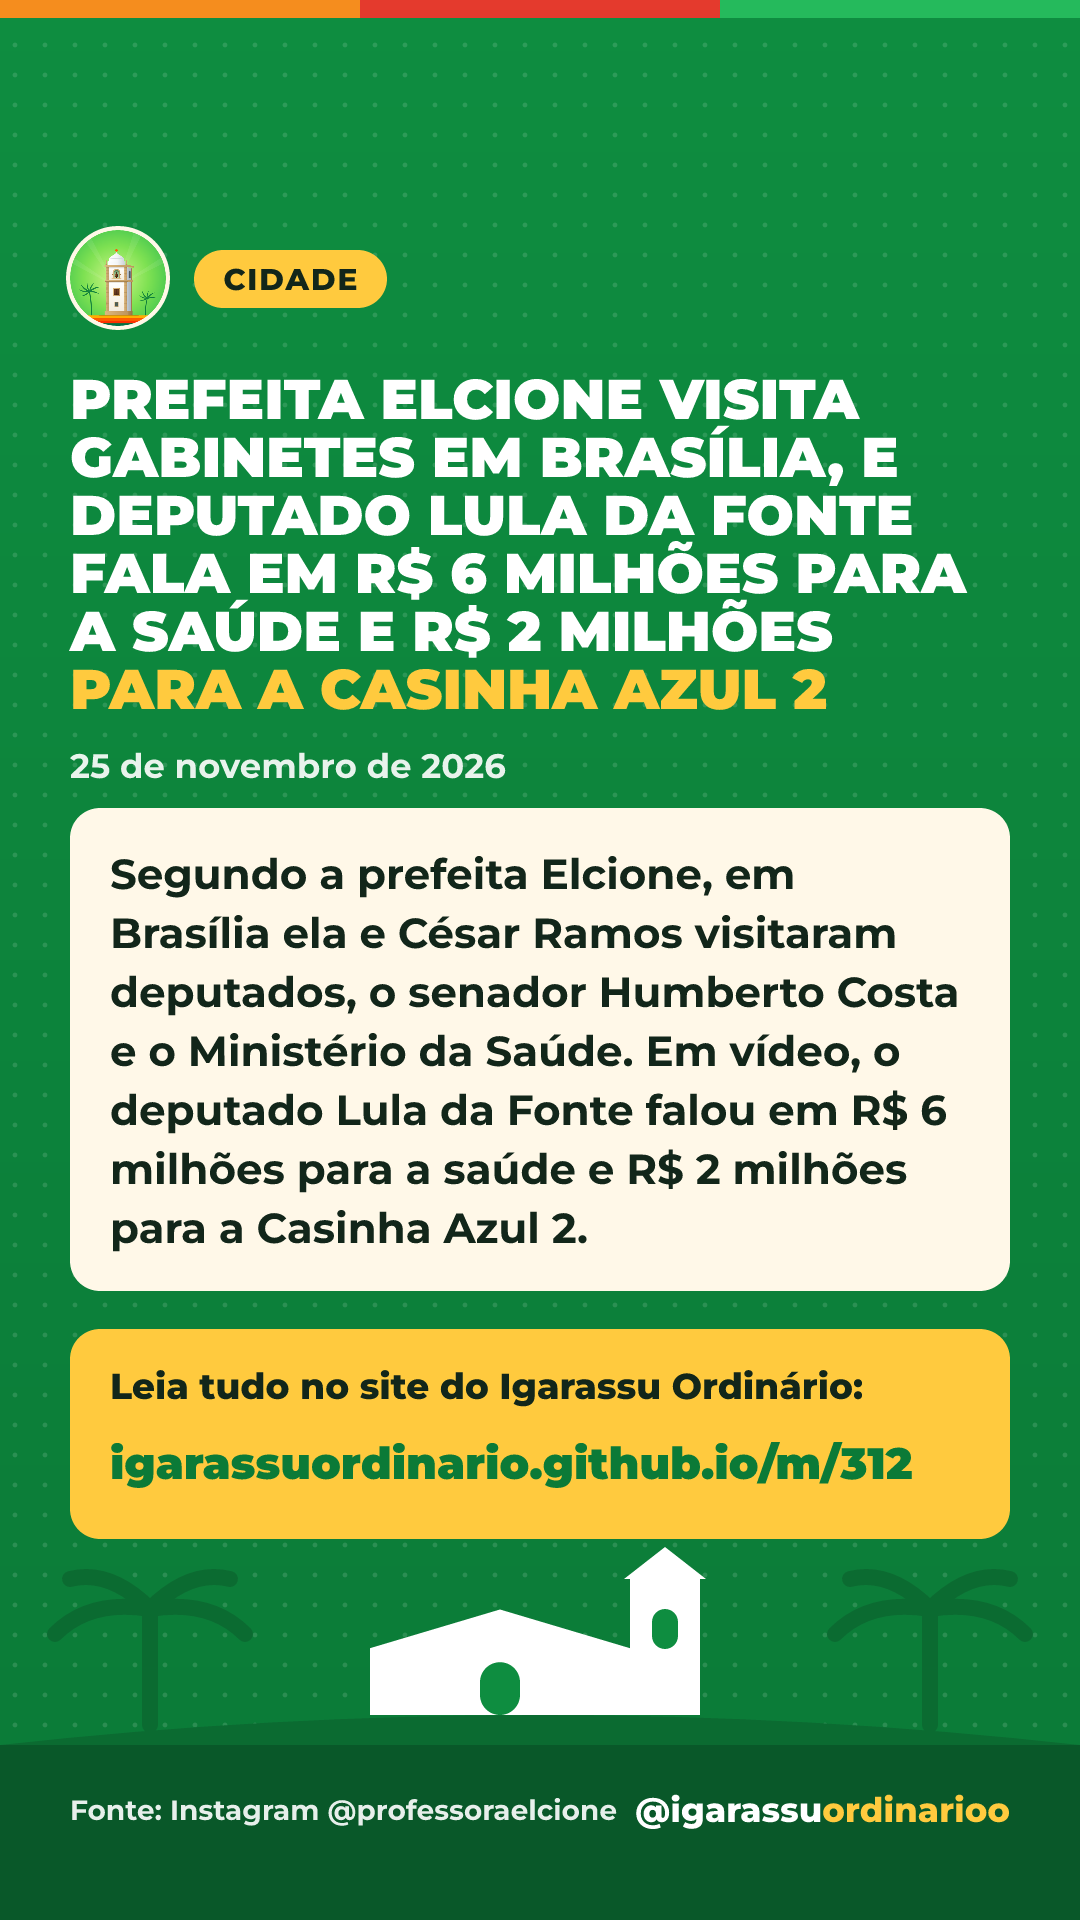 CIDADE
PREFEITA ELCIONE VISITA
GABINETES EM BRASÍLIA, E
DEPUTADO LULA DA FONTE
FALA EM R$ 6 MILHÕES PARA
A SAÚDE E R$ 2 MILHÕES
PARA A CASINHA AZUL 2
25 de novembro de 2026
Segundo a prefeita Elcione, em
Brasília ela e César Ramos visitaram
deputados, o senador Humberto Costa
e o Ministério da Saúde. Em vídeo, o
deputado Lula da Fonte falou em R$ 6
milhões para a saúde e R$ 2 milhões
para a Casinha Azul 2.
Leia tudo no site do Igarassu Ordinário:
igarassuordinario.github.io/m/312
Fonte: Instagram @professoraelcione @igarassuordinarioo